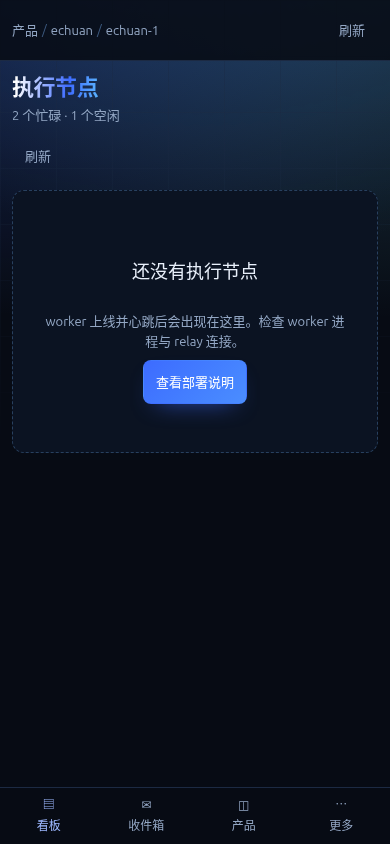 产品 / echuan / echuan-1
刷新
执行节点
2 个忙碌 · 1 个空闲
刷新
还没有执行节点
worker 上线并心跳后会出现在这里。检查 worker 进
程与 relay 连接。
查看部署说明
看板
收件箱
产品
更多